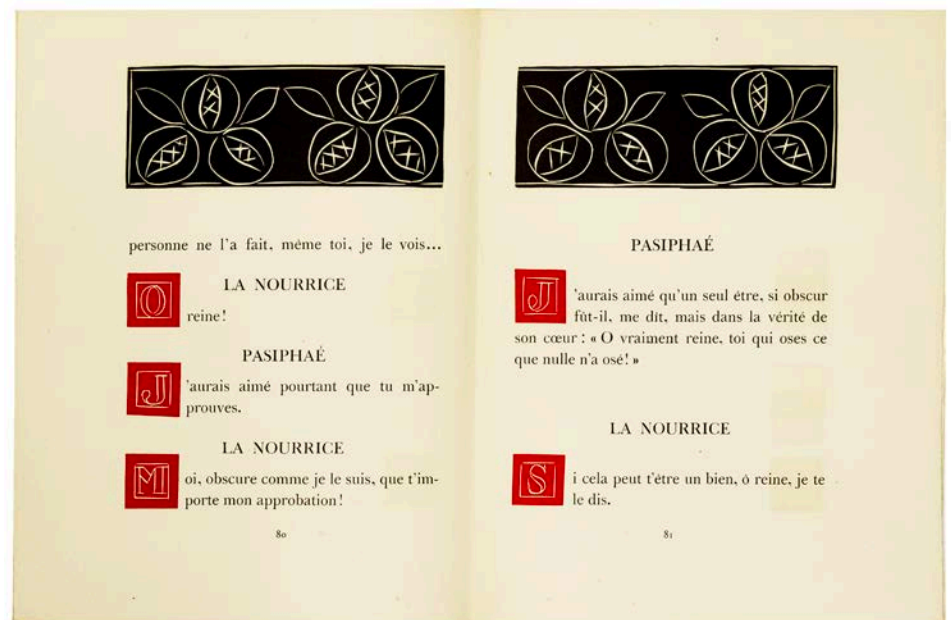 personne ne l'a fait, même toi, je le vois...
LA NOURRICE
O
reine!
PASIPHAÉ
J'aurais aimé pourtant que tu m'ap-
prouves.
LA NOURRICE
Moi, obscure comme je le suis, que t'im-
porte mon approbation!
80
PASIPHAÉ
J'aurais aimé qu'un seul être, si obscur
fût-il, me dît, mais dans la vérité de
son cœur : « O vraiment reine, toi qui oses ce
que nulle n'a osé! »
LA NOURRICE
Si cela peut t'être un bien, ô reine, je te
le dis.
81